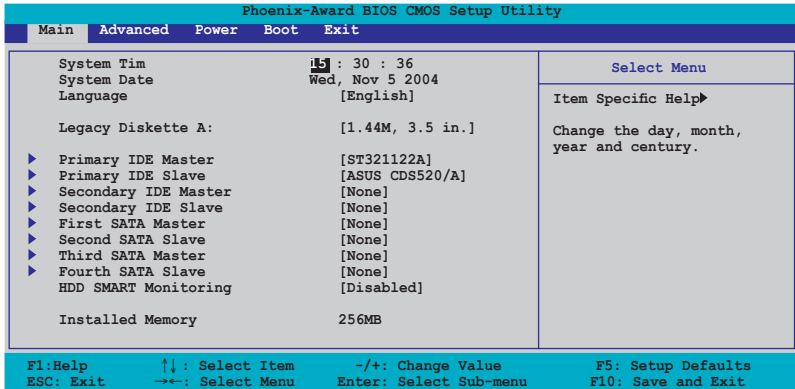 Phoenix-Award BIOS CMOS Setup Utility
Main Advanced Power Boot Exit
System Tim 15 : 30 : 36
System Date Wed, Nov 5 2004
Language [English]
Legacy Diskette A: [1.44M, 3.5 in.]
Primary IDE Master [ST321122A]
Primary IDE Slave [ASUS CDS520/A]
Secondary IDE Master [None]
Secondary IDE Slave [None]
First SATA Master [None]
Second SATA Slave [None]
Third SATA Master [None]
Fourth SATA Slave [None]
HDD SMART Monitoring [Disabled]
Installed Memory 256MB
Select Menu
Item Specific Help
Change the day, month,
year and century.
F1:Help ↑↓: Select Item -/+: Change Value F5: Setup Defaults
ESC: Exit →←: Select Menu Enter: Select Sub-menu F10: Save and Exit